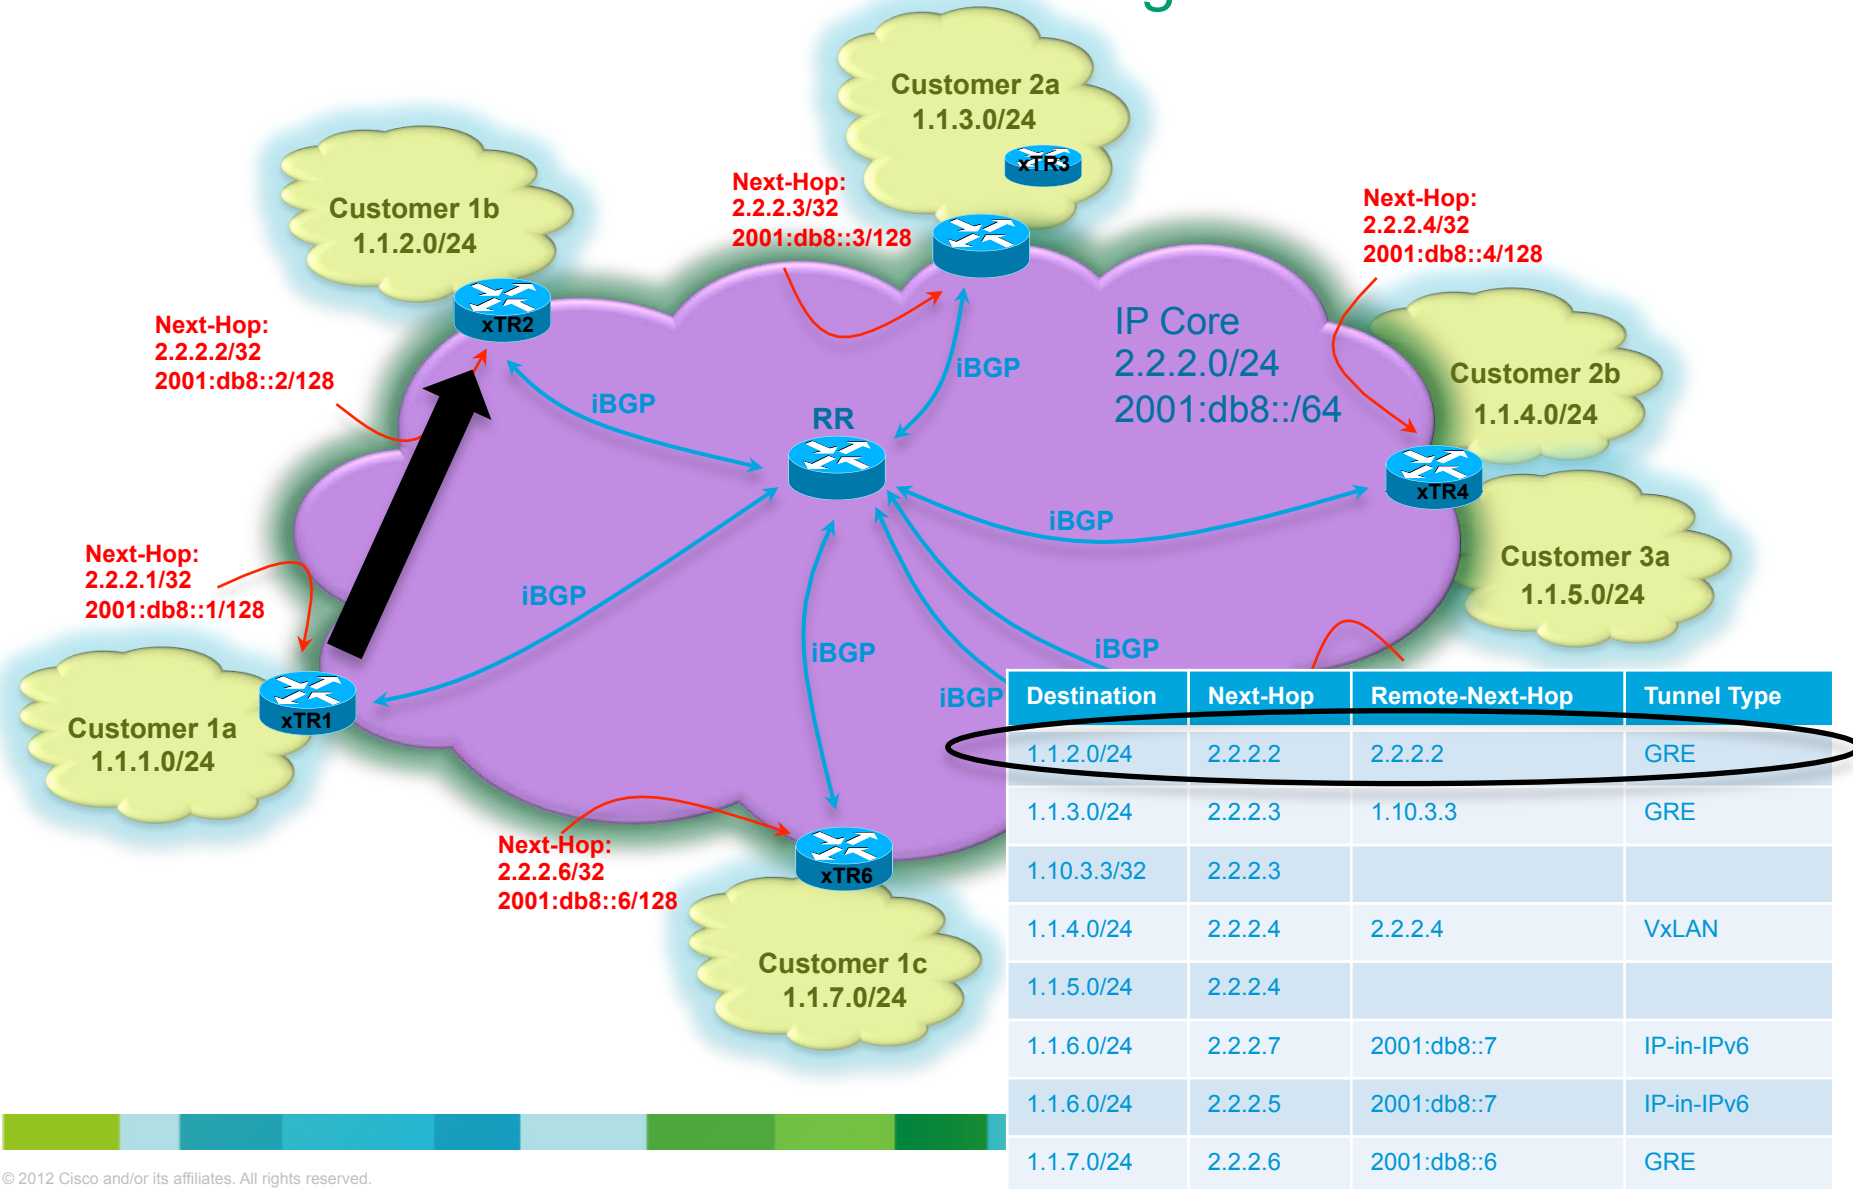 Customer 2a
1.1.3.0/24
xTR3
Customer 1b
1.1.2.0/24
xTR2
Next-Hop:
2.2.2.3/32
2001:db8::3/128
Next-Hop:
2.2.2.4/32
2001:db8::4/128
Next-Hop:
2.2.2.2/32
2001:db8::2/128
IP Core
2.2.2.0/24
2001:db8::/64
iBGP
iBGP
RR
Customer 2b
1.1.4.0/24
xTR4
iBGP
Customer 3a
1.1.5.0/24
Next-Hop:
2.2.2.1/32
2001:db8::1/128
iBGP
iBGP
iBGP
iBGP
xTR1
Customer 1a
1.1.1.0/24
Next-Hop:
2.2.2.6/32
2001:db8::6/128
xTR6
Customer 1c
1.1.7.0/24
Destination Next-Hop Remote-Next-Hop Tunnel Type
1.1.2.0/24 2.2.2.2 2.2.2.2 GRE
1.1.3.0/24 2.2.2.3 1.10.3.3 GRE
1.10.3.3/32 2.2.2.3
1.1.4.0/24 2.2.2.4 2.2.2.4 VxLAN
1.1.5.0/24 2.2.2.4
1.1.6.0/24 2.2.2.7 2001:db8::7 IP-in-IPv6
1.1.6.0/24 2.2.2.5 2001:db8::7 IP-in-IPv6
1.1.7.0/24 2.2.2.6 2001:db8::6 GRE
© 2012 Cisco and/or its affiliates. All rights reserved.